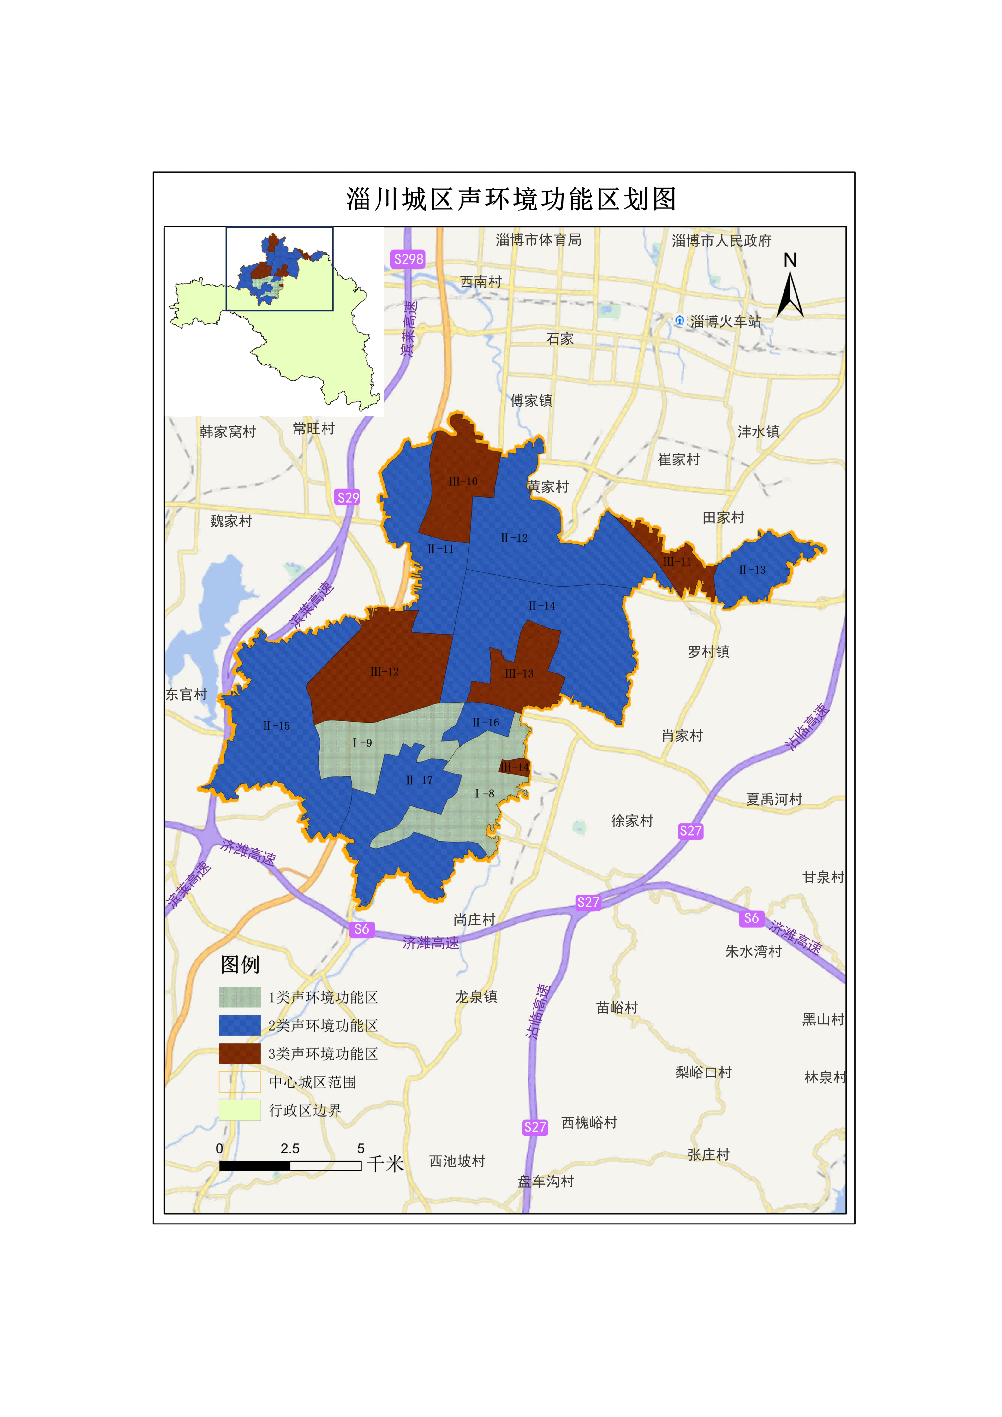 淄川城区声环境功能区划图
淄博市体育局
淄博市人民政府
S298
N
西南村
滨莱高速
淄博火车站
石家
傅家镇
韩家窝村
常旺村
沣水镇
崔家村
III-10
黄家村
S29
魏家村
田家村
II-12
II-11
III-11
II-13
滨莱高速
II-14
罗村镇
III-12
III-13
东官村
II-15
II-16
沾临高速
肖家村
I-9
III-14
II-17
I-8
夏禹河村
徐家村
S27
济潍高速
滨莱高速
甘泉村
S27
尚庄村
S6
S6
济潍高速
济潍高速
朱水湾村
图例
1类声环境功能区
2类声环境功能区
3类声环境功能区
中心城区范围
行政区边界
龙泉镇
沾临高速
苗峪村
黑山村
梨峪口村
林泉村
S27
西槐峪村
0 2.5 5
千米
西池坡村
张庄村
盘车沟村